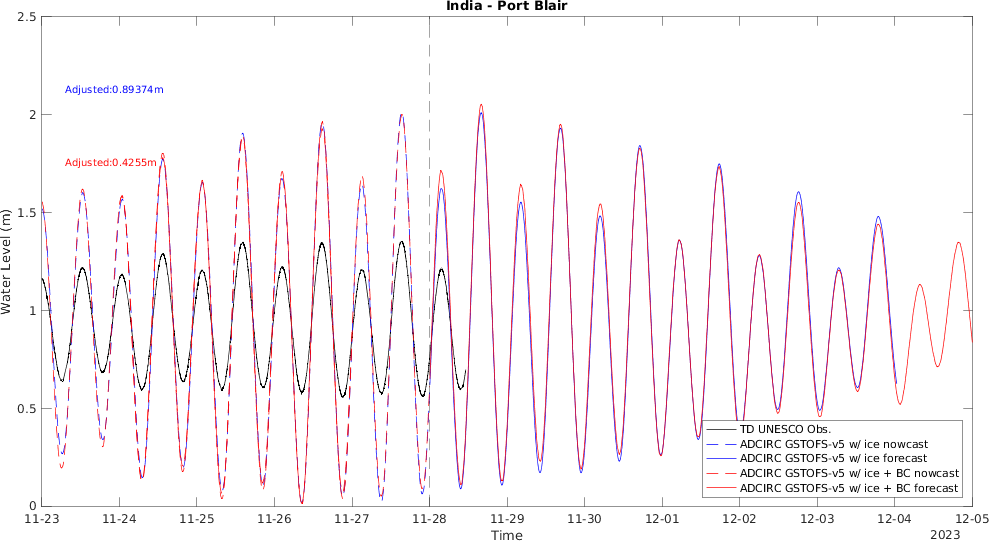 India - Port Blair
2.5
2
1.5
1
0.5
0
Water Level (m)
Adjusted:0.89374m
Adjusted:0.4255m
TD UNESCO Obs.
ADCIRC GSTOFS-v5 w/ ice nowcast
ADCIRC GSTOFS-v5 w/ ice forecast
ADCIRC GSTOFS-v5 w/ ice + BC nowcast
ADCIRC GSTOFS-v5 w/ ice + BC forecast
11-23 11-24 11-25 11-26 11-27 11-28 11-29 11-30 12-01 12-02 12-03 12-04 12-05
Time
2023